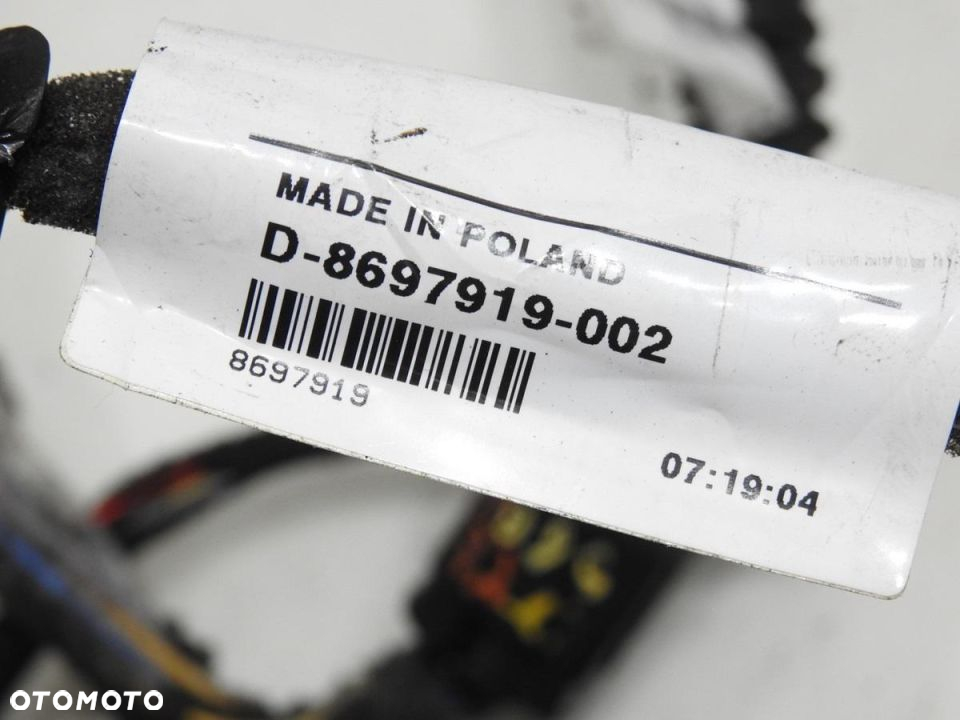 MADE IN POLAND
D-8697919-002
8697919
07:19:04
OTOMOTO